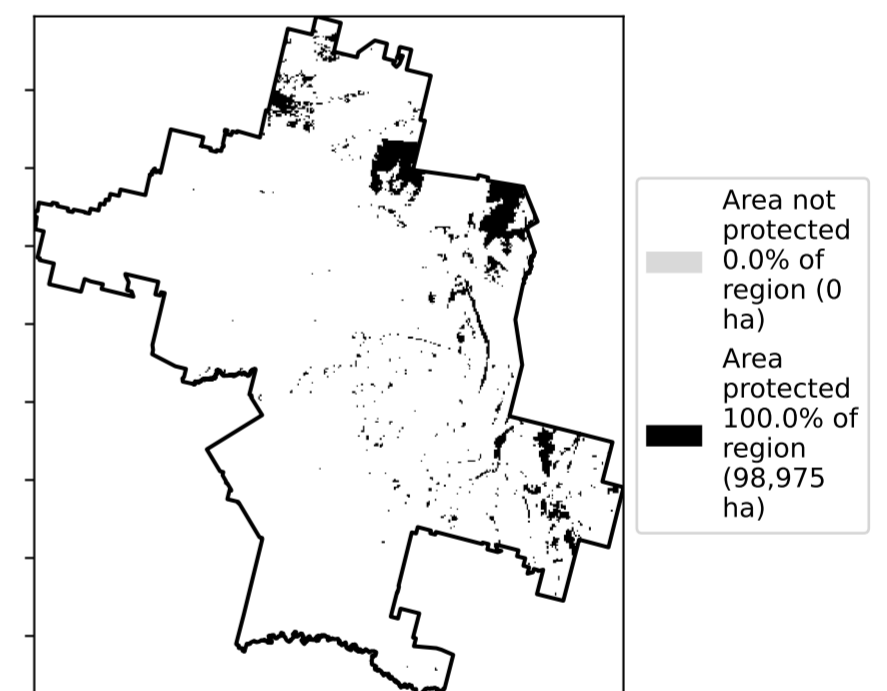 Area not
protected
0.0% of
region (0
ha)
Area
protected
100.0% of
region
(98,975
ha)